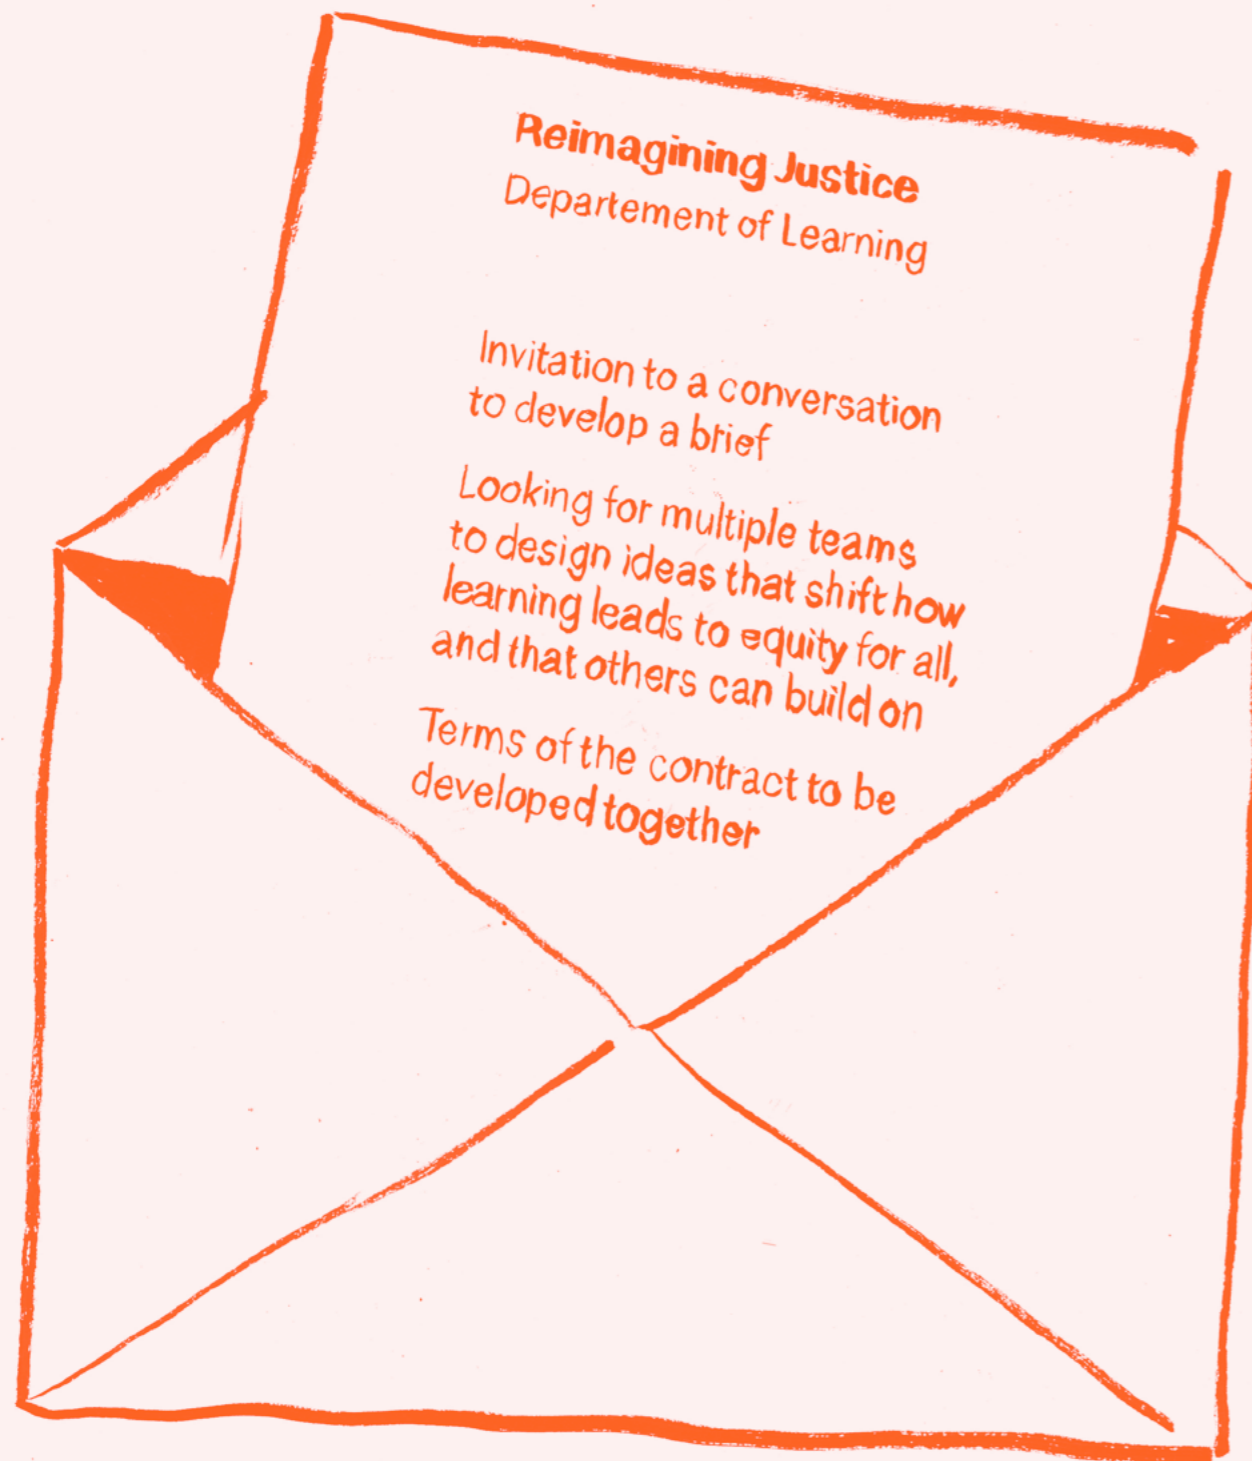 Reimagining Justice
Departement of Learning
Invitation to a conversation
to develop a brief
Looking for multiple teams
to design ideas that shift how
learning leads to equity for all,
and that others can build on
Terms of the contract to be
developed together